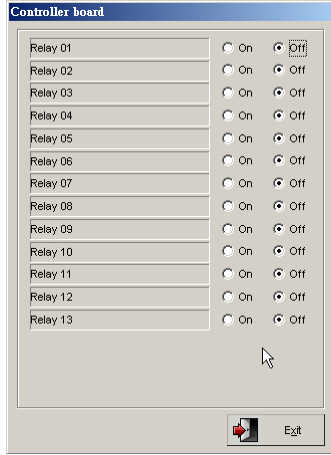 Controller board
Relay 01 On Off
Relay 02 On Off
Relay 03 On Off
Relay 04 On Off
Relay 05 On Off
Relay 06 On Off
Relay 07 On Off
Relay 08 On Off
Relay 09 On Off
Relay 10 On Off
Relay 11 On Off
Relay 12 On Off
Relay 13 On Off
Exit